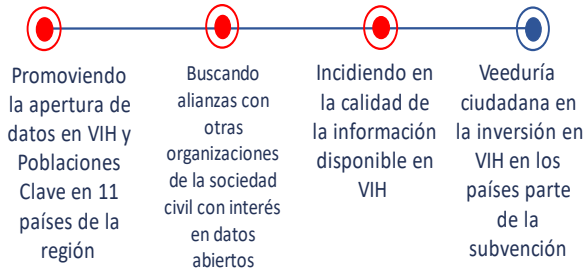 Promoviendo
la apertura de
datos en VIH y
Poblaciones
Clave en 11
países de la
región
Buscando
alianzas con
otras
organizaciones
de la sociedad
civil con interés
en datos
abiertos
Incidiendo en
la calidad de
la información
disponible en
VIH
Veeduría
ciudadana en
la inversión en
VIH en los
países parte
de la
subvención